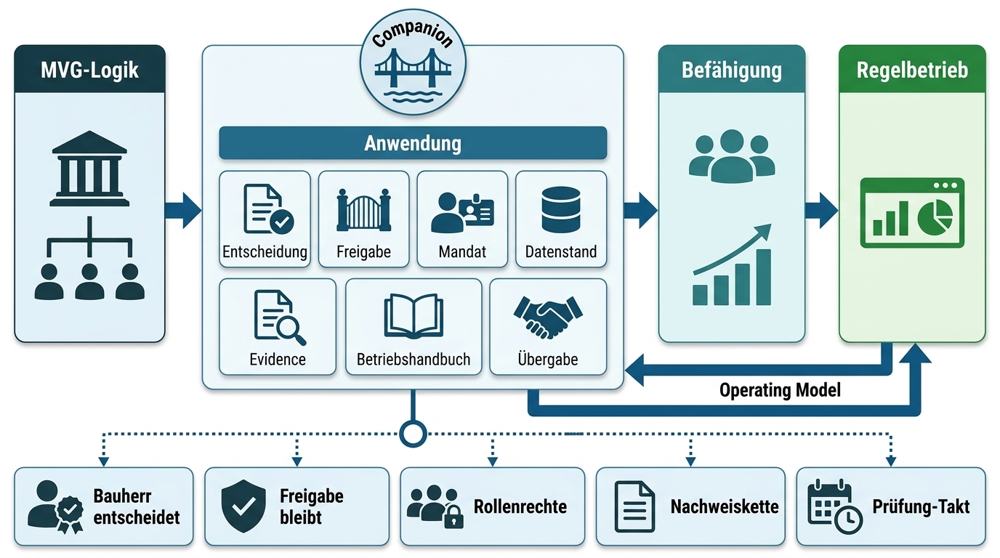 Companion
MVG-Logik
Befähigung
Regelbetrieb
Anwendung
Entscheidung
Freigabe
Mandat
Datenstand
Evidence
Betriebshandbuch
Übergabe
Operating Model
Bauherr
entscheidet
Freigabe
bleibt
Rollenrechte
Nachweiskette
Prüfung-Takt